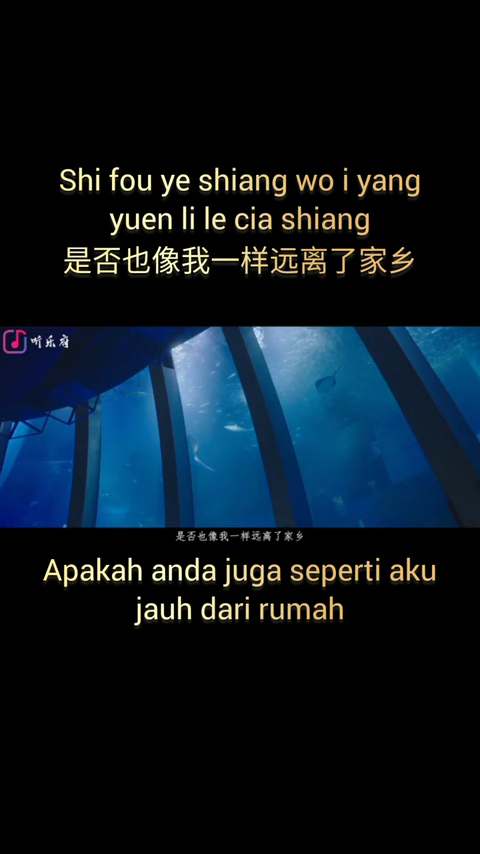 Shi fou ye shiang wo i yang
yuen li le cia shiang
是否也像我一样远离了家乡
听乐府
是否也像我一样远离了家乡
Apakah anda juga seperti aku
jauh dari rumah